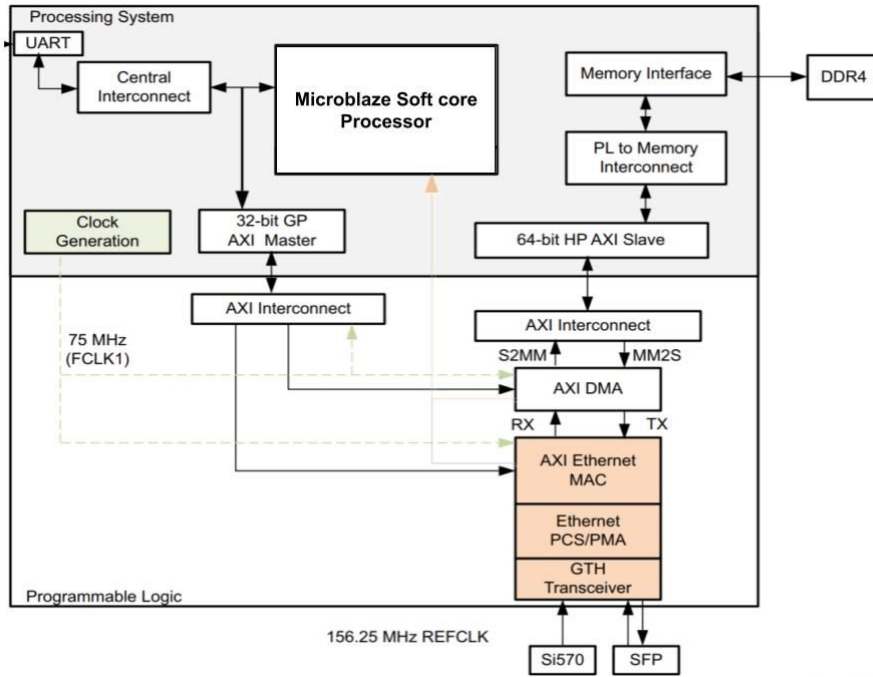 Processing System
UART
Central
Interconnect
Microblaze Soft core
Processor
Memory Interface
DDR4
PL to Memory
Interconnect
Clock
Generation
32-bit GP
AXI Master
64-bit HP AXI Slave
AXI Interconnect
AXI Interconnect
75 MHz
(FCLK1)
S2MM
MM2S
AXI DMA
RX
TX
AXI Ethernet
MAC
Ethernet
PCS/PMA
GTH
Transceiver
Programmable Logic
156.25 MHz REFCLK
Si570
SFP